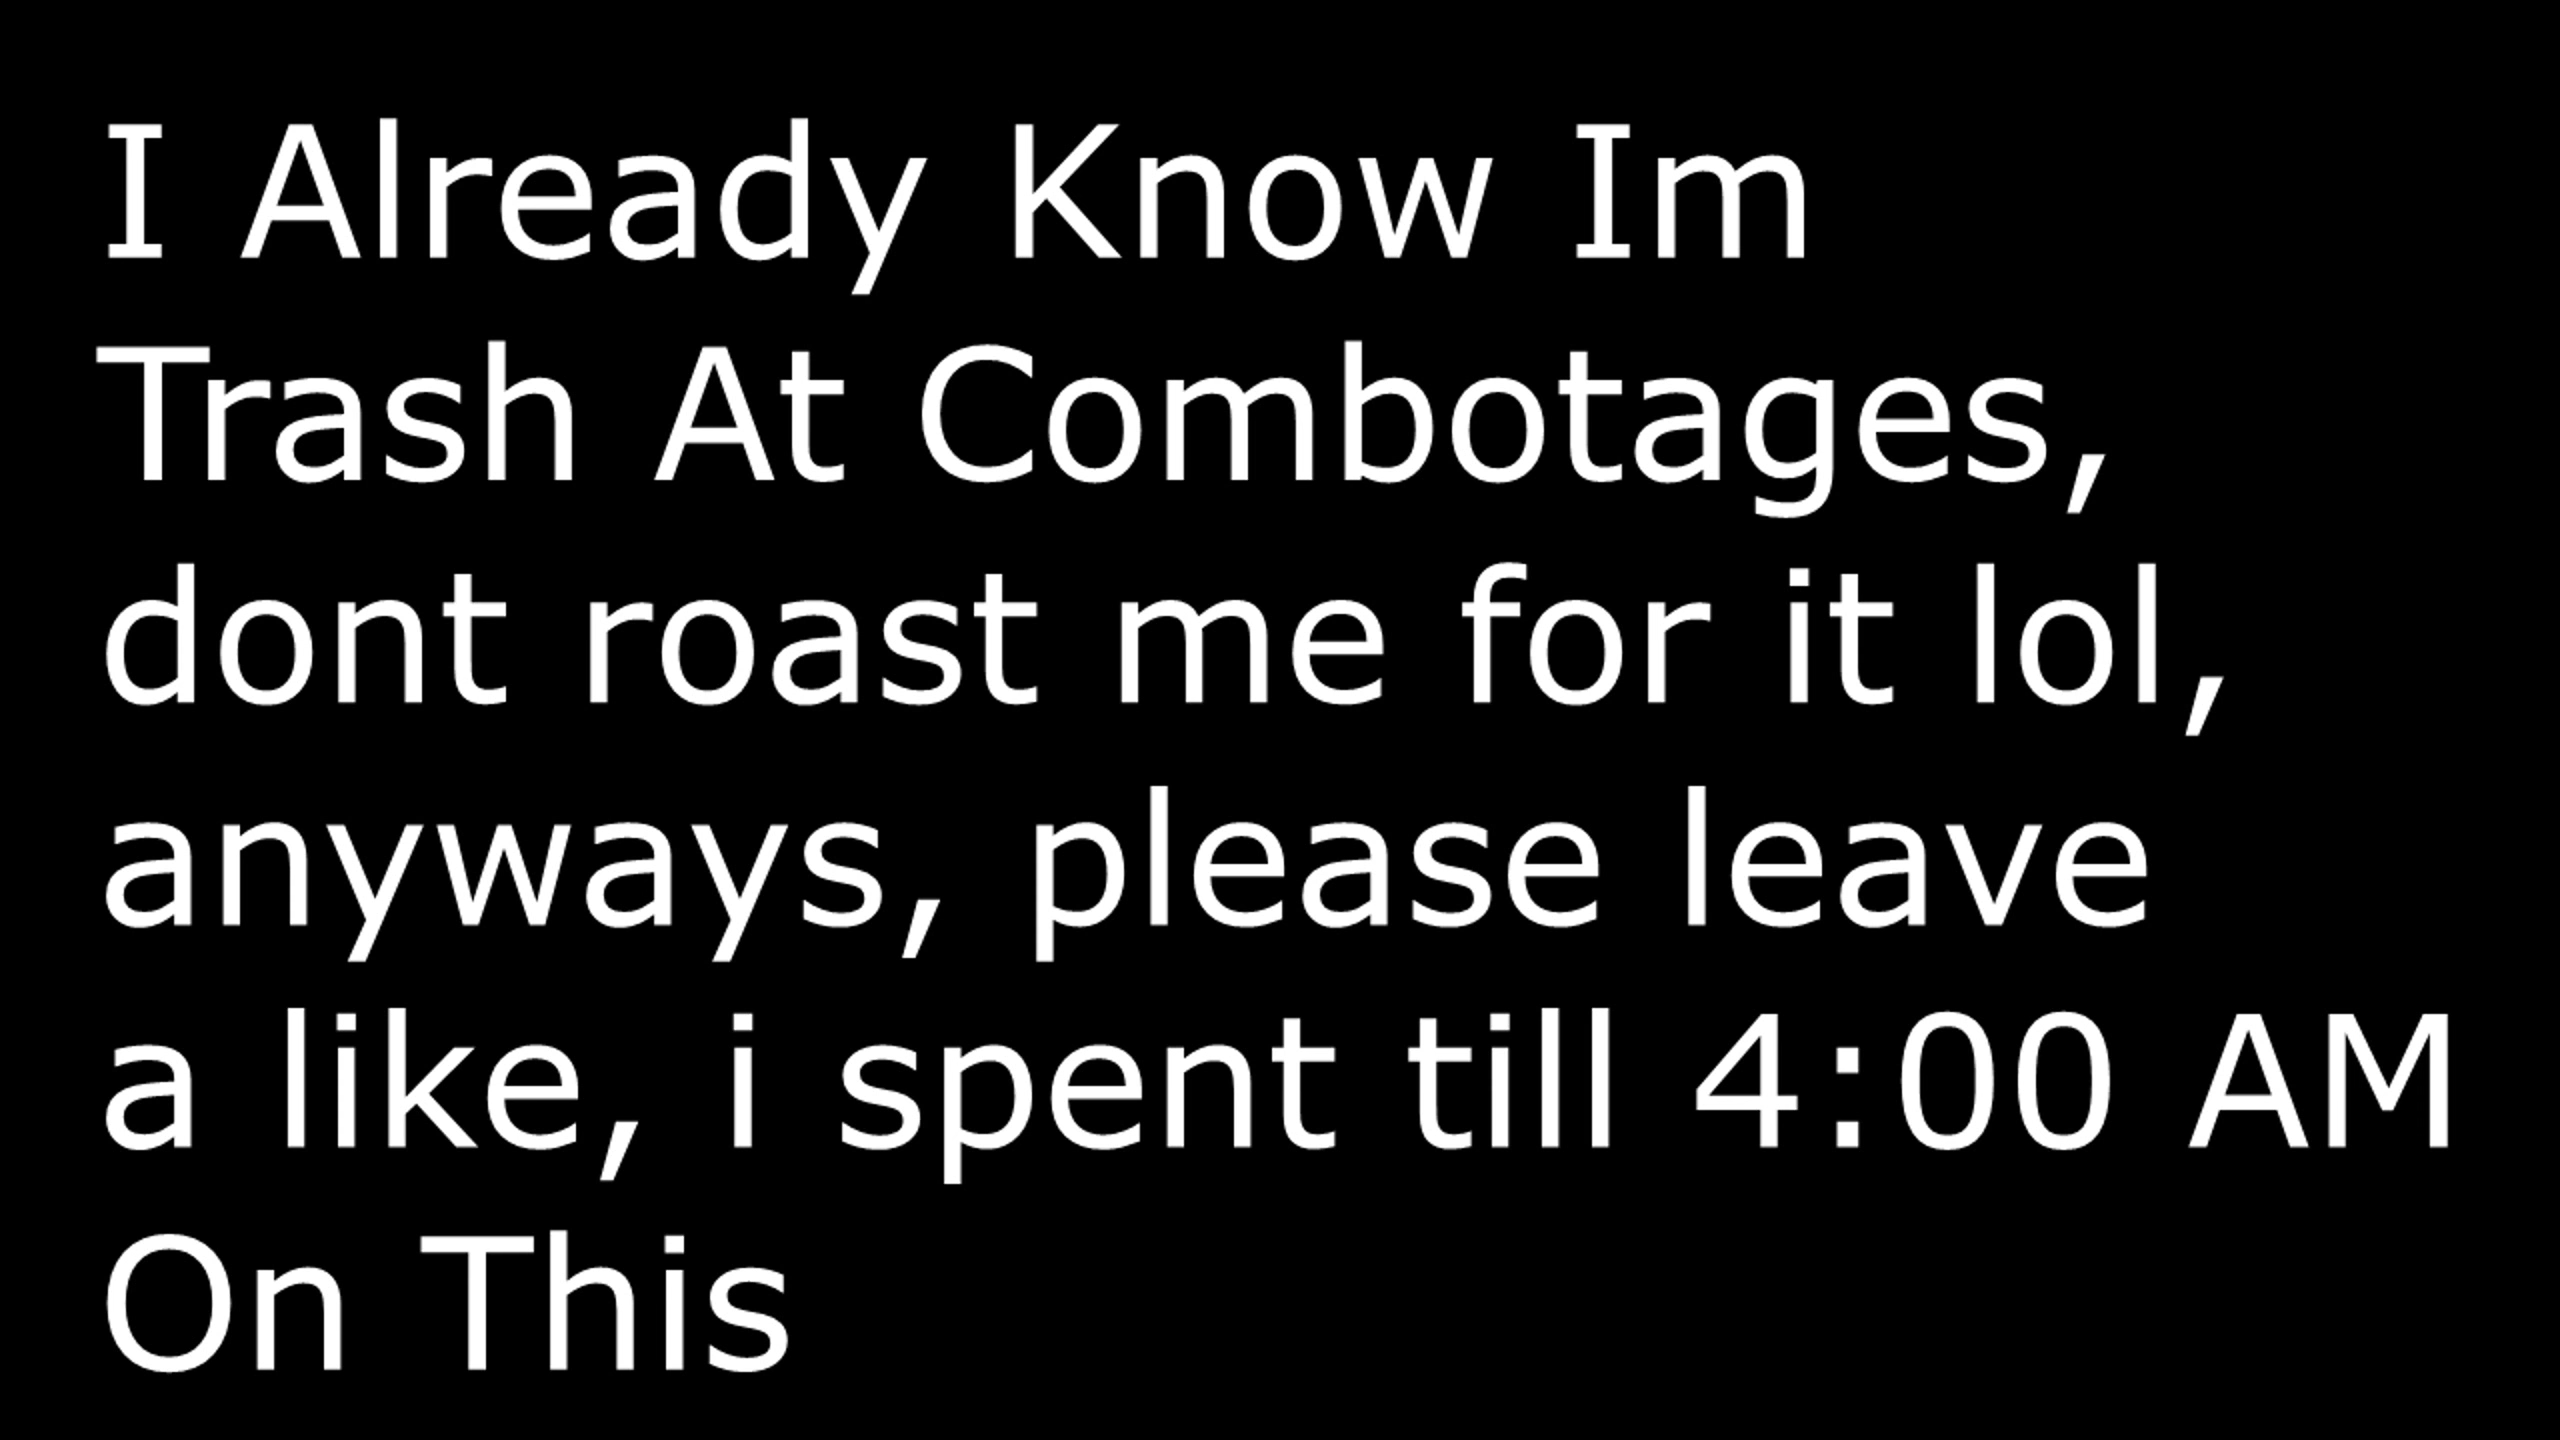 I Already Know Im
Trash At Combotages,
dont roast me for it lol,
anyways, please leave
a like, i spent till 4:00 AM
On This